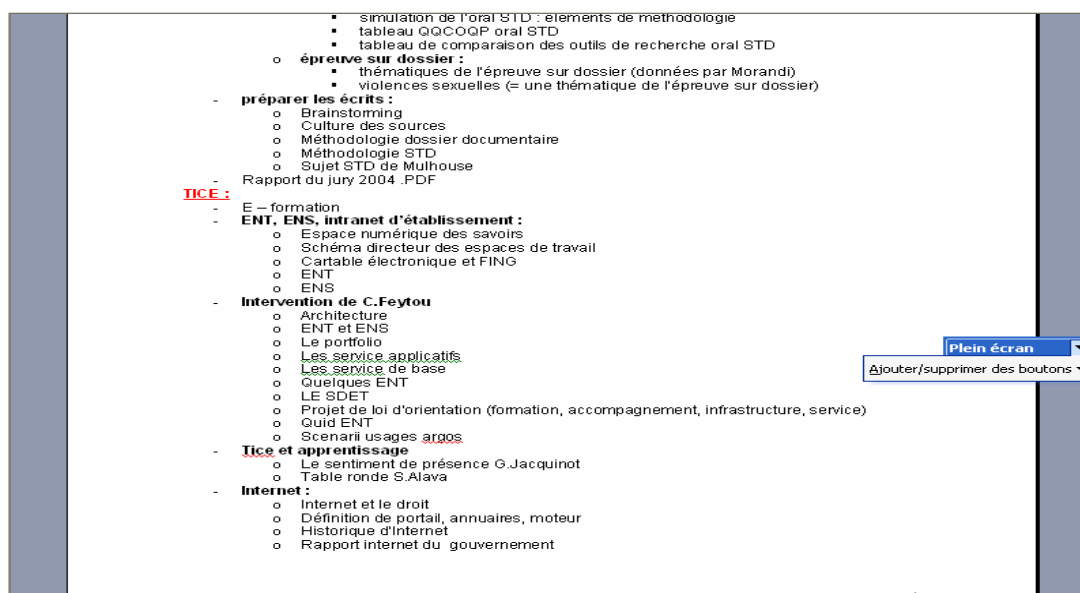 ▪ simulation de l'oral STD : elements de methodologie
▪ tableau QQCOQP oral STD
▪ tableau de comparaison des outils de recherche oral STD
o épreuve sur dossier :
▪ thématiques de l'épreuve sur dossier (données par Morandi)
▪ violences sexuelles (= une thématique de l'épreuve sur dossier)
- préparer les écrits :
o Brainstorming
o Culture des sources
o Méthodologie dossier documentaire
o Méthodologie STD
o Sujet STD de Mulhouse
- Rapport du jury 2004 .PDF
TICE :
- E – formation
- ENT, ENS, intranet d'établissement :
o Espace numérique des savoirs
o Schéma directeur des espaces de travail
o Cartable électronique et FING
o ENT
o ENS
- Intervention de C.Feytou
o Architecture
o ENT et ENS
o Le portfolio
o Les service applicatifs
o Les service de base
o Quelques ENT
o LE SDET
o Projet de loi d'orientation (formation, accompagnement, infrastructure, service)
o Quid ENT
o Scenarii usages argos
- Tice et apprentissage
o Le sentiment de présence G.Jacquinot
o Table ronde S.Alava
- Internet :
o Internet et le droit
o Définition de portail, annuaires, moteur
o Historique d'Internet
o Rapport internet du gouvernement
Plein écran
Ajouter/supprimer des boutons